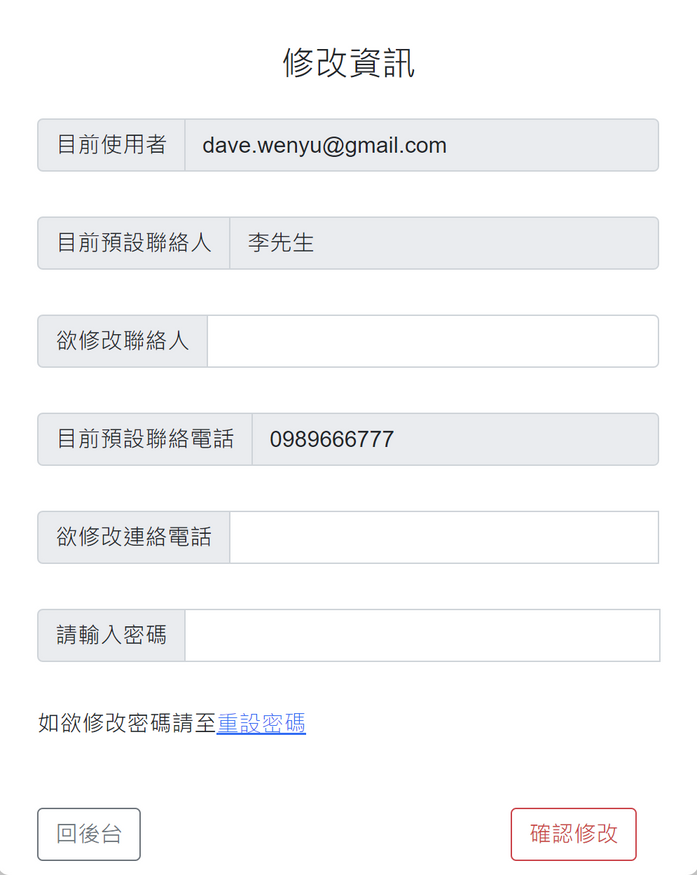 修改資訊
目前使用者 dave.wenyu@gmail.com
目前預設聯絡人 李先生
欲修改聯絡人
目前預設聯絡電話 0989666777
欲修改連絡電話
請輸入密碼
如欲修改密碼請至重設密碼
回後台 確認修改